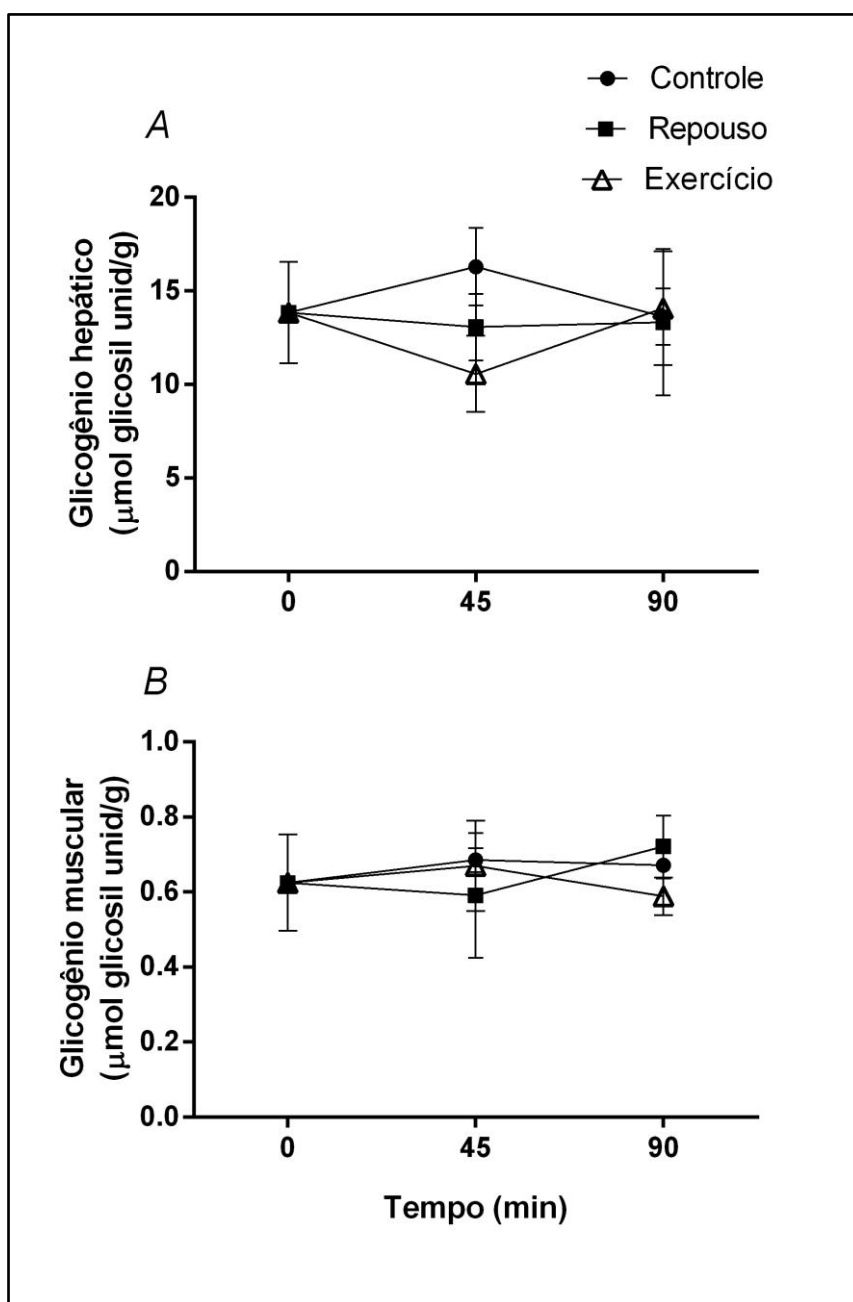 Controle
Repouso
Exercício
A
Glicogênio hepático
(μmol glicosil unid/g)
20
15
10
5
0
0 45 90
B
Glicogênio muscular
(μmol glicosil unid/g)
1.0
0.8
0.6
0.4
0.2
0.0
0 45 90
Tempo (min)